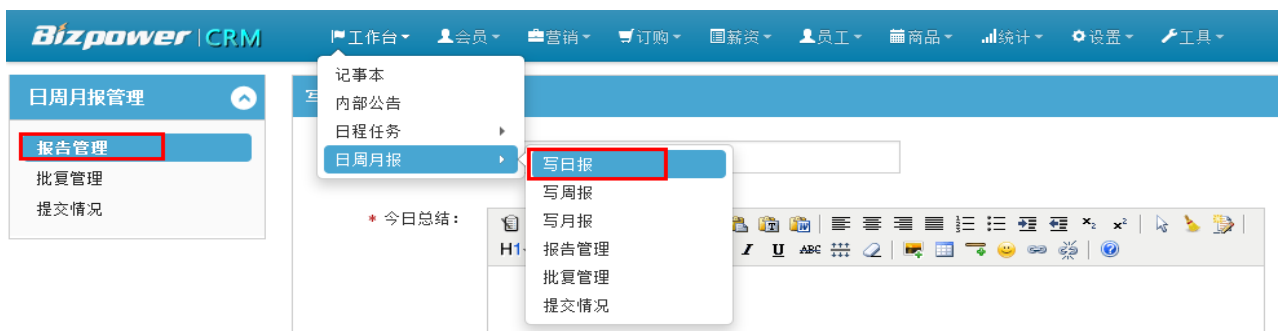 Bizpower | CRM
工作台 会员 营销 订购 薪资 员工 商品 统计 设置 工具
日周月报管理
报告管理
批复管理
提交情况
记事本
内部公告
日程任务
日周月报
写日报
写周报
写月报
报告管理
批复管理
提交情况
* 今日总结：
H1
I U ABC